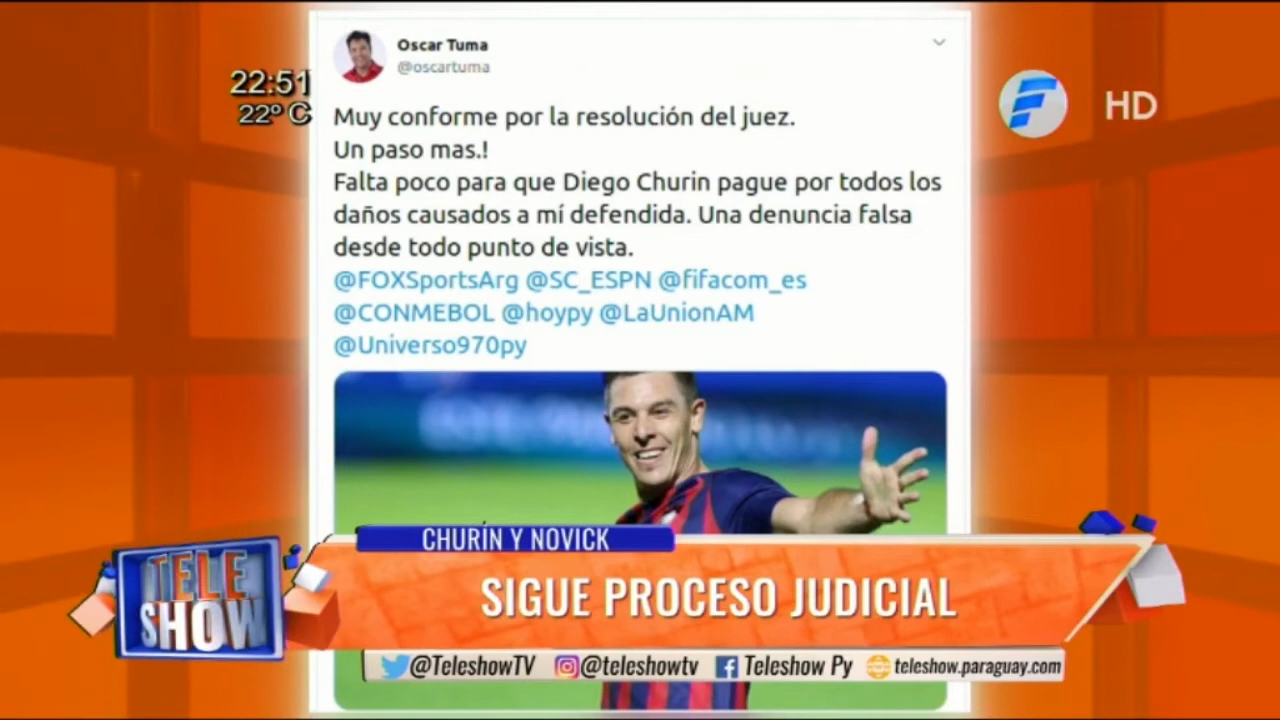 Oscar Tuma
@oscartuma
22:51
22º C
HD
Muy conforme por la resolución del juez.
Un paso mas.!
Falta poco para que Diego Churin pague por todos los
daños causados a mí defendida. Una denuncia falsa
desde todo punto de vista.
@FOXSportsArg @SC_ESPN @fifacom_es
@CONMEBOL @hoypy @LaUnionAM
@Universo970py
CHURÍN Y NOVICK
SIGUE PROCESO JUDICIAL
TELE
SHOW
@TeleshowTV @teleshowtv Teleshow Py teleshow.paraguay.com